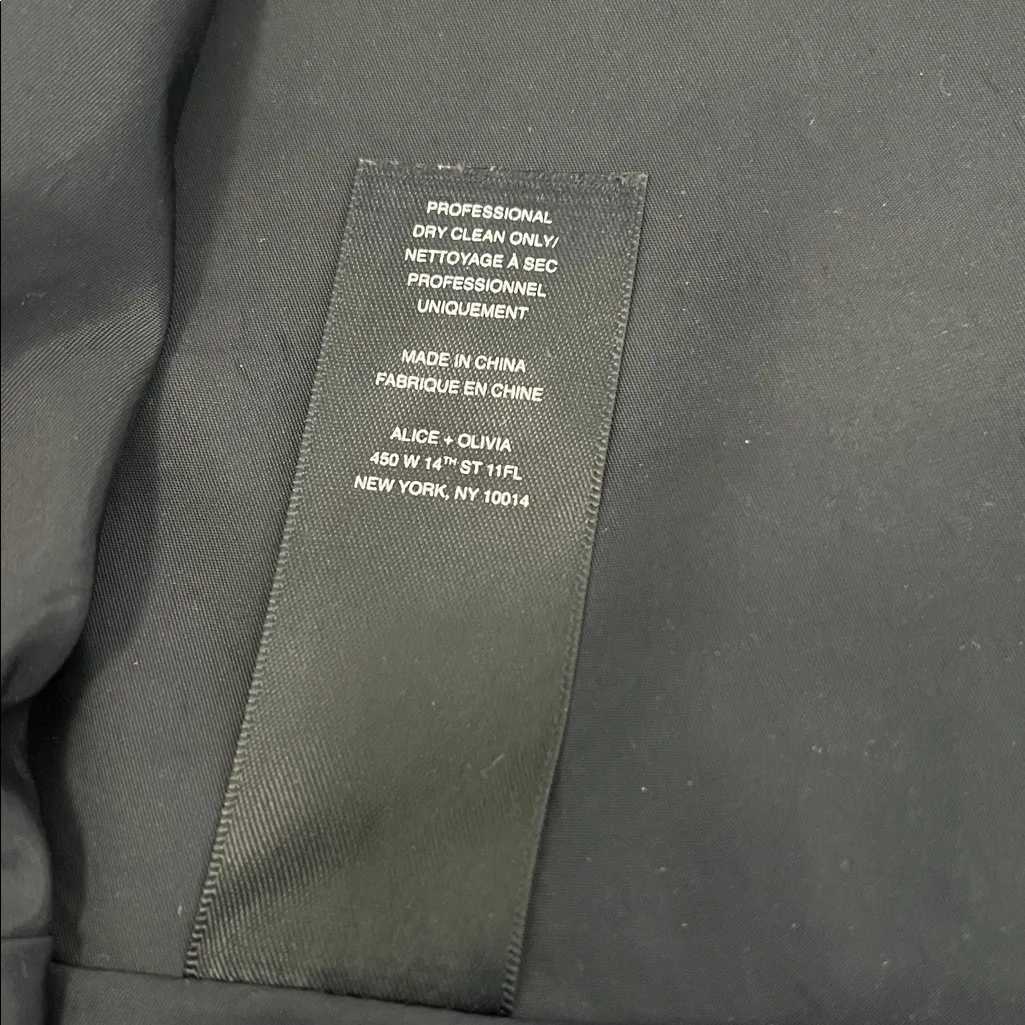 PROFESSIONAL
DRY CLEAN ONLY/
NETTOYAGE À SEC
PROFESSIONNEL
UNIQUEMENT
MADE IN CHINA
FABRIQUE EN CHINE
ALICE + OLIVIA
450 W 14TH ST 11FL
NEW YORK, NY 10014